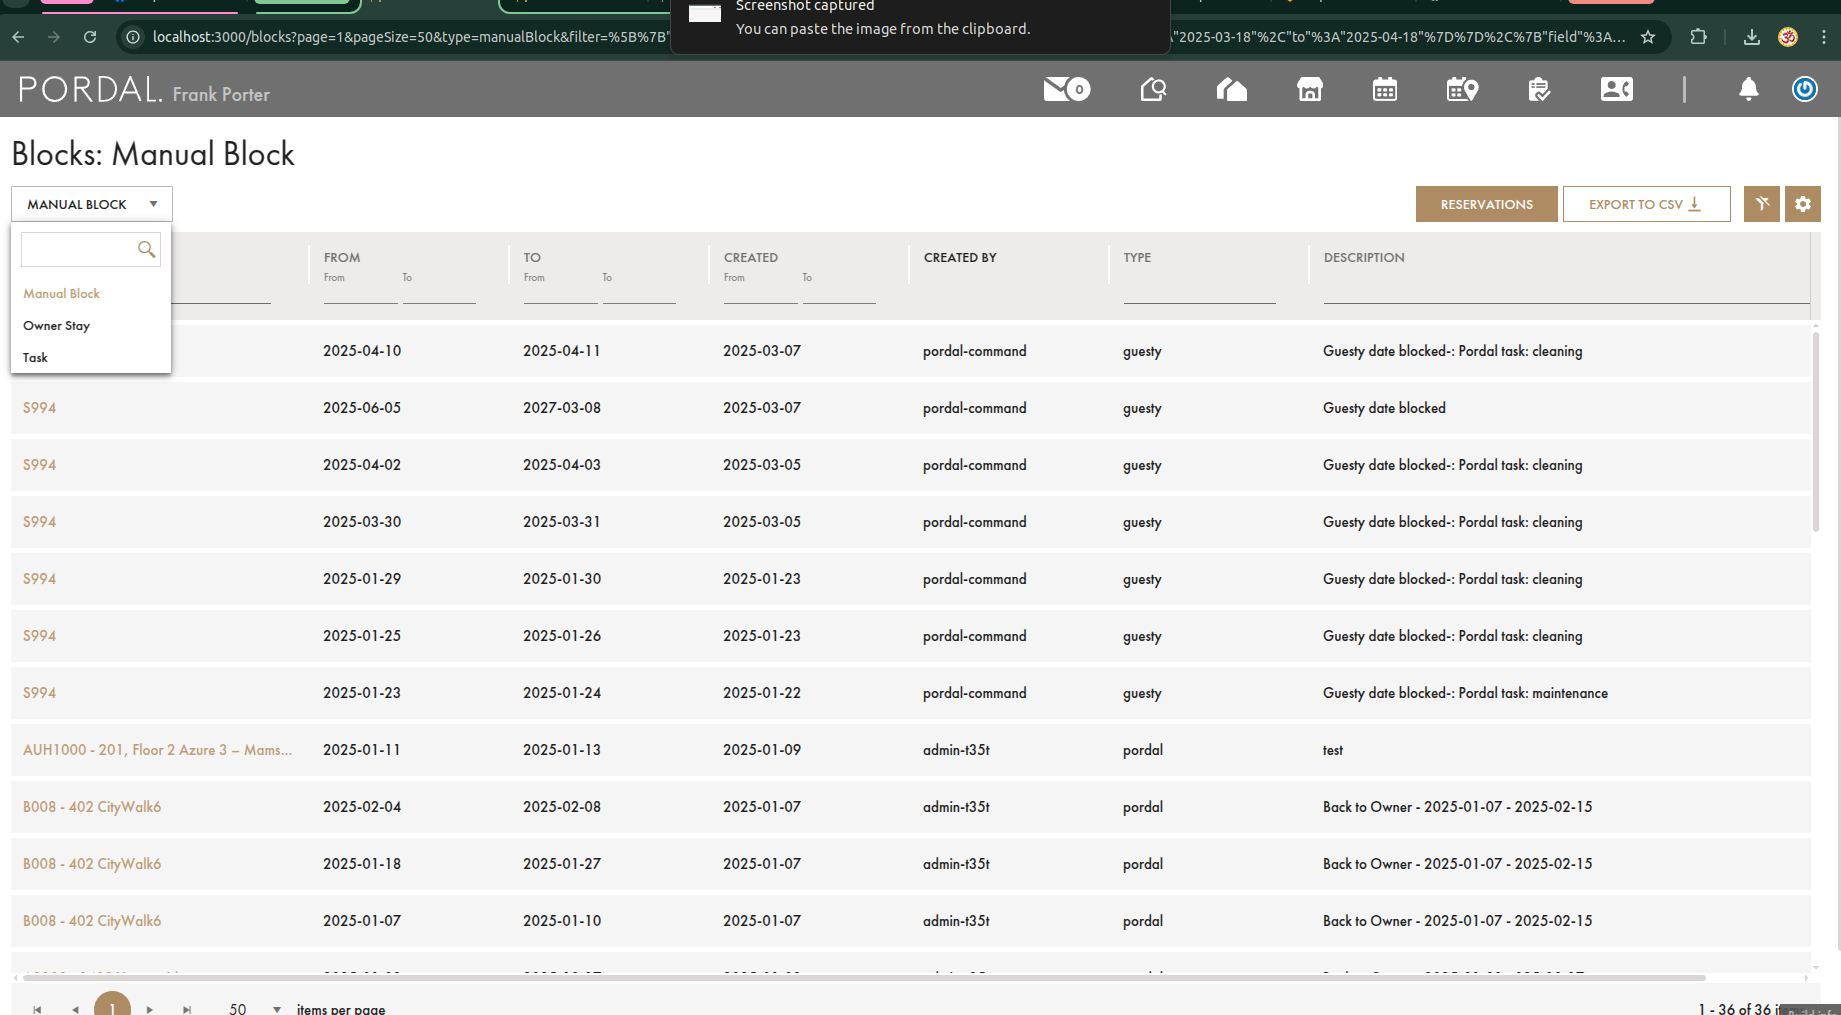 Screenshot captured
You can paste the image from the clipboard.
localhost:3000/blocks?page=1&pageSize=50&type=manualBlock&filter=%5B%7B"
"2025-03-18"%2C"to"%3A"2025-04-18"%7D%7D%2C%7B"field"%3A...
PORDAL. Frank Porter
0
Blocks: Manual Block
MANUAL BLOCK
RESERVATIONS
EXPORT TO CSV
Manual Block
Owner Stay
Task
FROM TO CREATED CREATED BY TYPE DESCRIPTION
From To From To From To
2025-04-10 2025-04-11 2025-03-07 pordal-command guesty Guesty date blocked-: Pordal task: cleaning
S994 2025-06-05 2027-03-08 2025-03-07 pordal-command guesty Guesty date blocked
S994 2025-04-02 2025-04-03 2025-03-05 pordal-command guesty Guesty date blocked-: Pordal task: cleaning
S994 2025-03-30 2025-03-31 2025-03-05 pordal-command guesty Guesty date blocked-: Pordal task: cleaning
S994 2025-01-29 2025-01-30 2025-01-23 pordal-command guesty Guesty date blocked-: Pordal task: cleaning
S994 2025-01-25 2025-01-26 2025-01-23 pordal-command guesty Guesty date blocked-: Pordal task: cleaning
S994 2025-01-23 2025-01-24 2025-01-22 pordal-command guesty Guesty date blocked-: Pordal task: maintenance
AUH1000 - 201, Floor 2 Azure 3 – Mams... 2025-01-11 2025-01-13 2025-01-09 admin-t35t pordal test
B008 - 402 CityWalk6 2025-02-04 2025-02-08 2025-01-07 admin-t35t pordal Back to Owner - 2025-01-07 - 2025-02-15
B008 - 402 CityWalk6 2025-01-18 2025-01-27 2025-01-07 admin-t35t pordal Back to Owner - 2025-01-07 - 2025-02-15
B008 - 402 CityWalk6 2025-01-07 2025-01-10 2025-01-07 admin-t35t pordal Back to Owner - 2025-01-07 - 2025-02-15
1 50 items per page 1 - 36 of 36